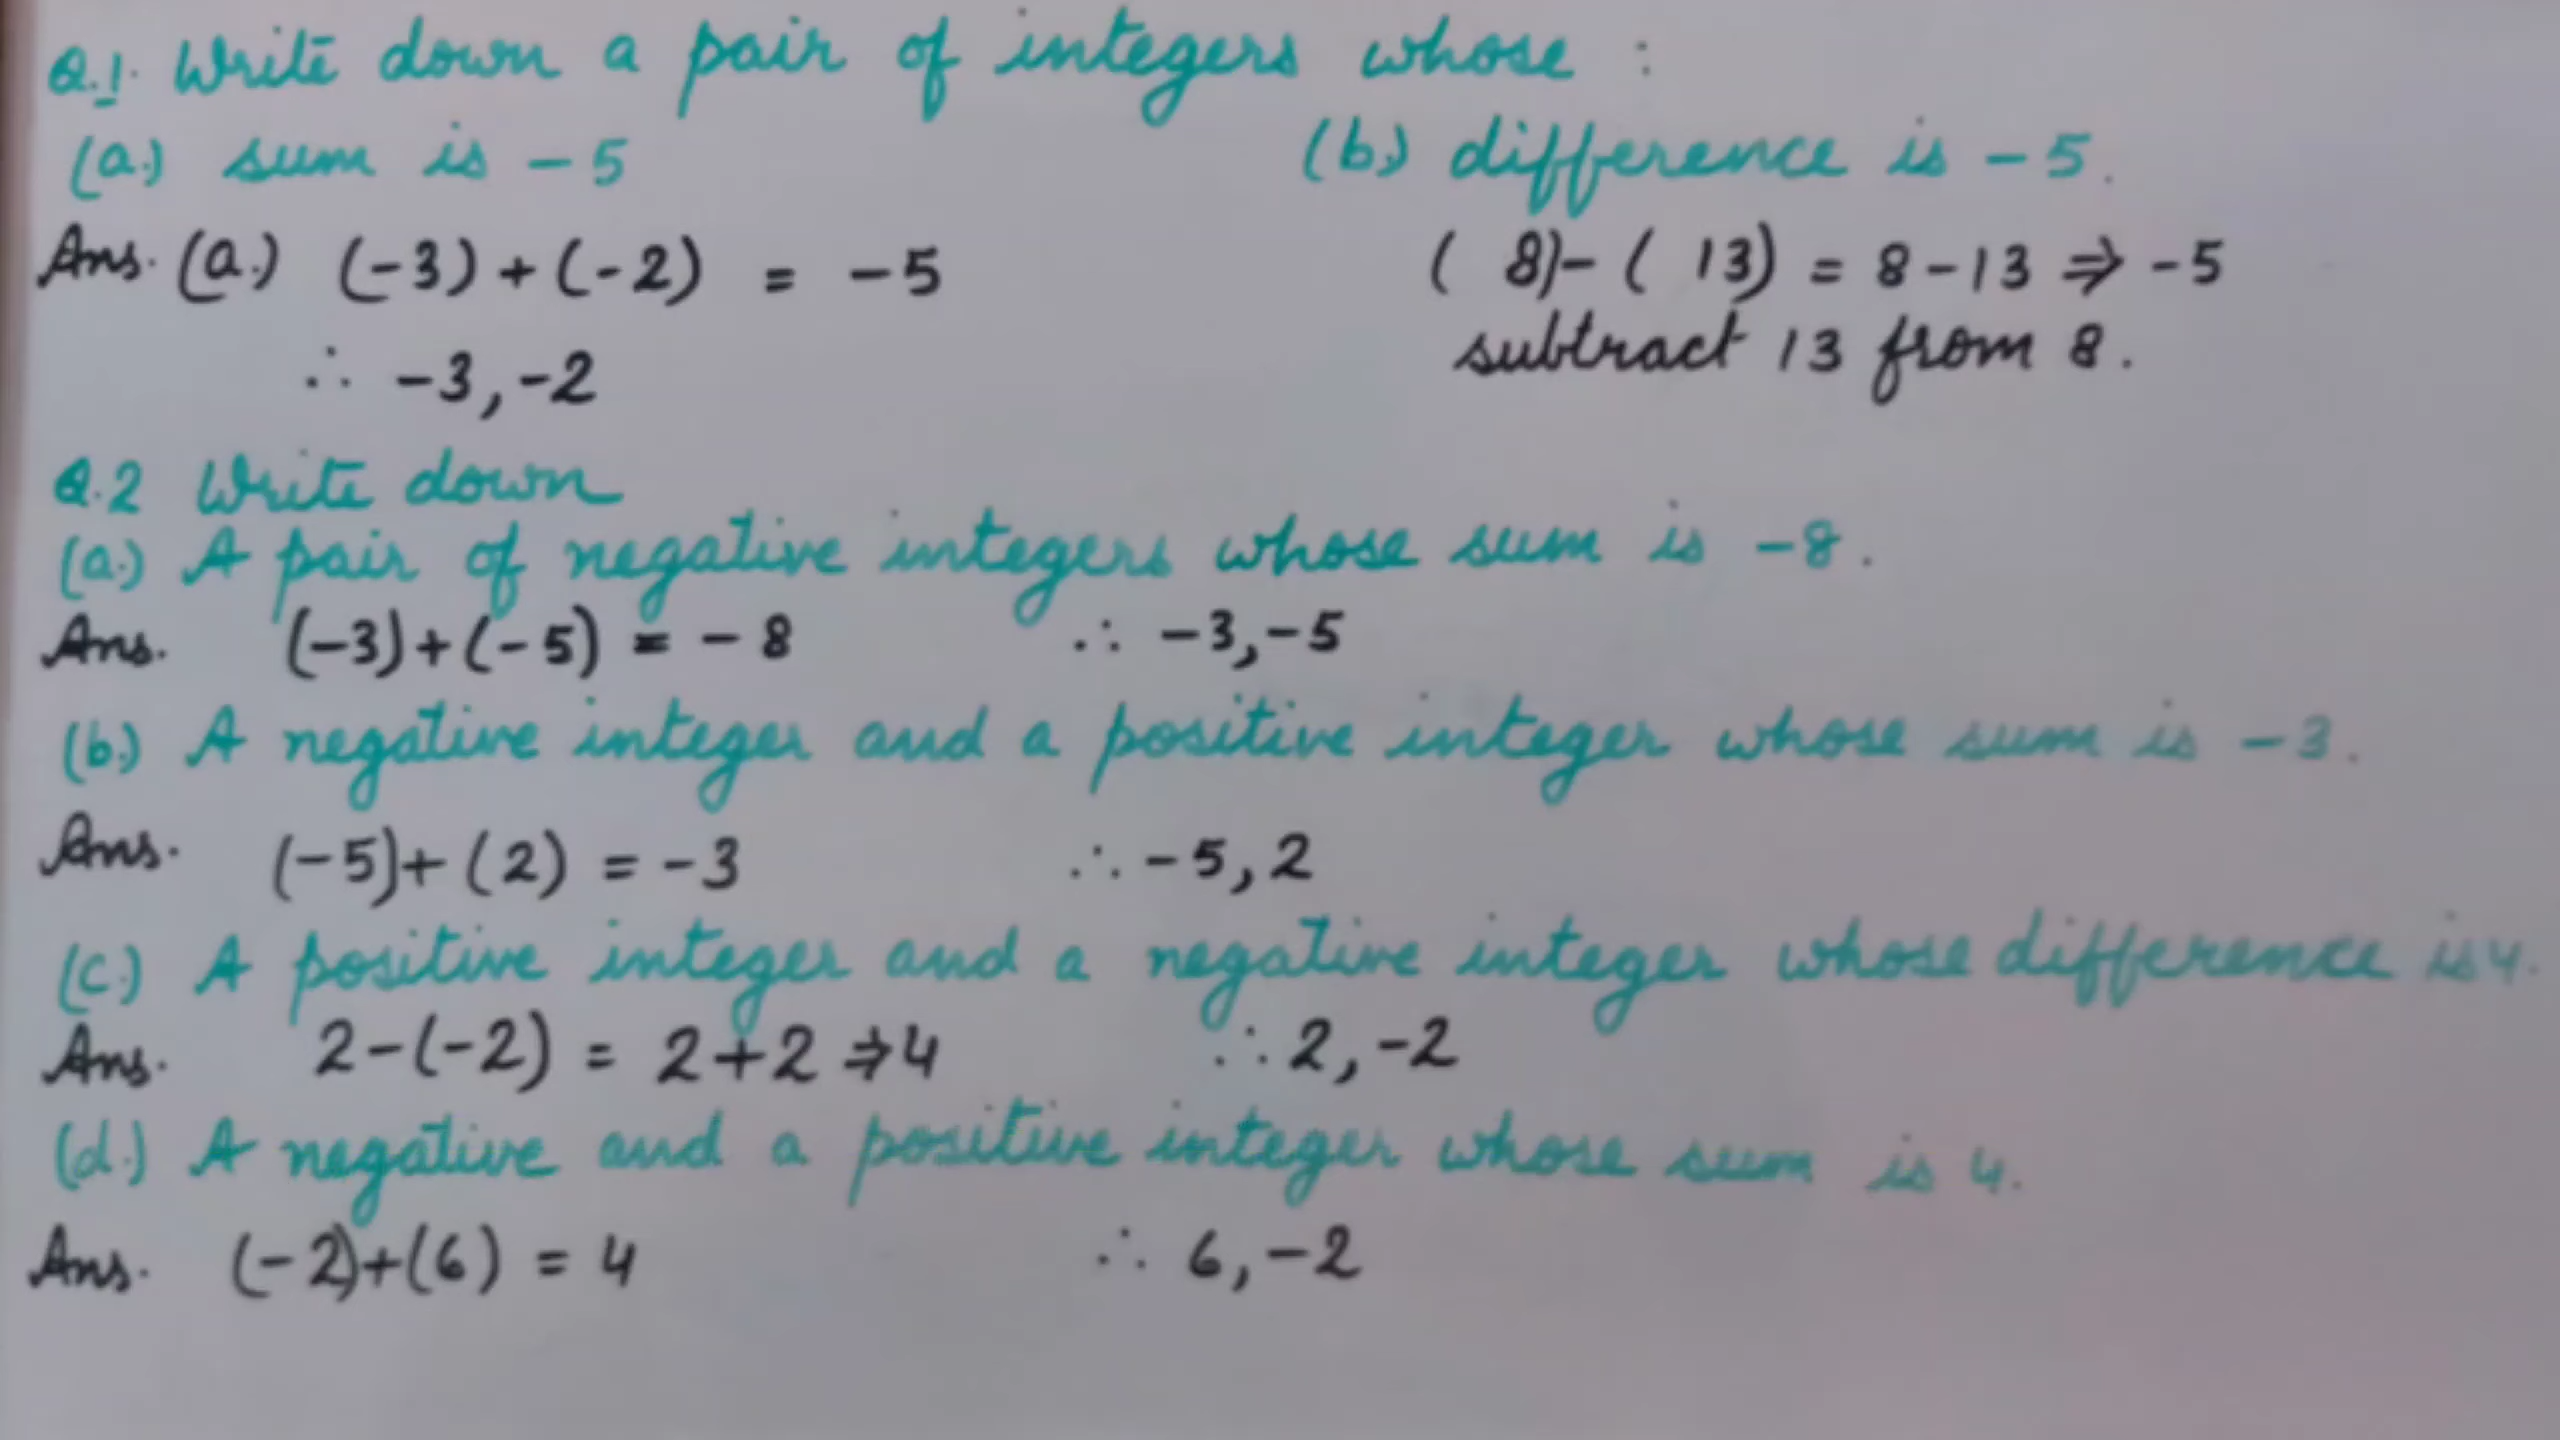 Q.1. Write down a pair of integers whose :
(a.) sum is -5 (b.) difference is -5.
Ans. (a.) (-3)+(-2) = -5 ( 8)-( 13) = 8-13 ⇒ -5
∴ -3,-2 subtract 13 from 8.
Q.2 Write down
(a.) A pair of negative integers whose sum is -8.
Ans. (-3)+(-5) = -8 ∴ -3,-5
(b.) A negative integer and a positive integer whose sum is -3.
Ans. (-5)+(2) = -3 ∴ -5,2
(c.) A positive integer and a negative integer whose difference is 4.
Ans. 2-(-2) = 2+2 ⇒ 4 ∴ 2,-2
(d.) A negative and a positive integer whose sum is 4.
Ans. (-2)+(6) = 4 ∴ 6,-2